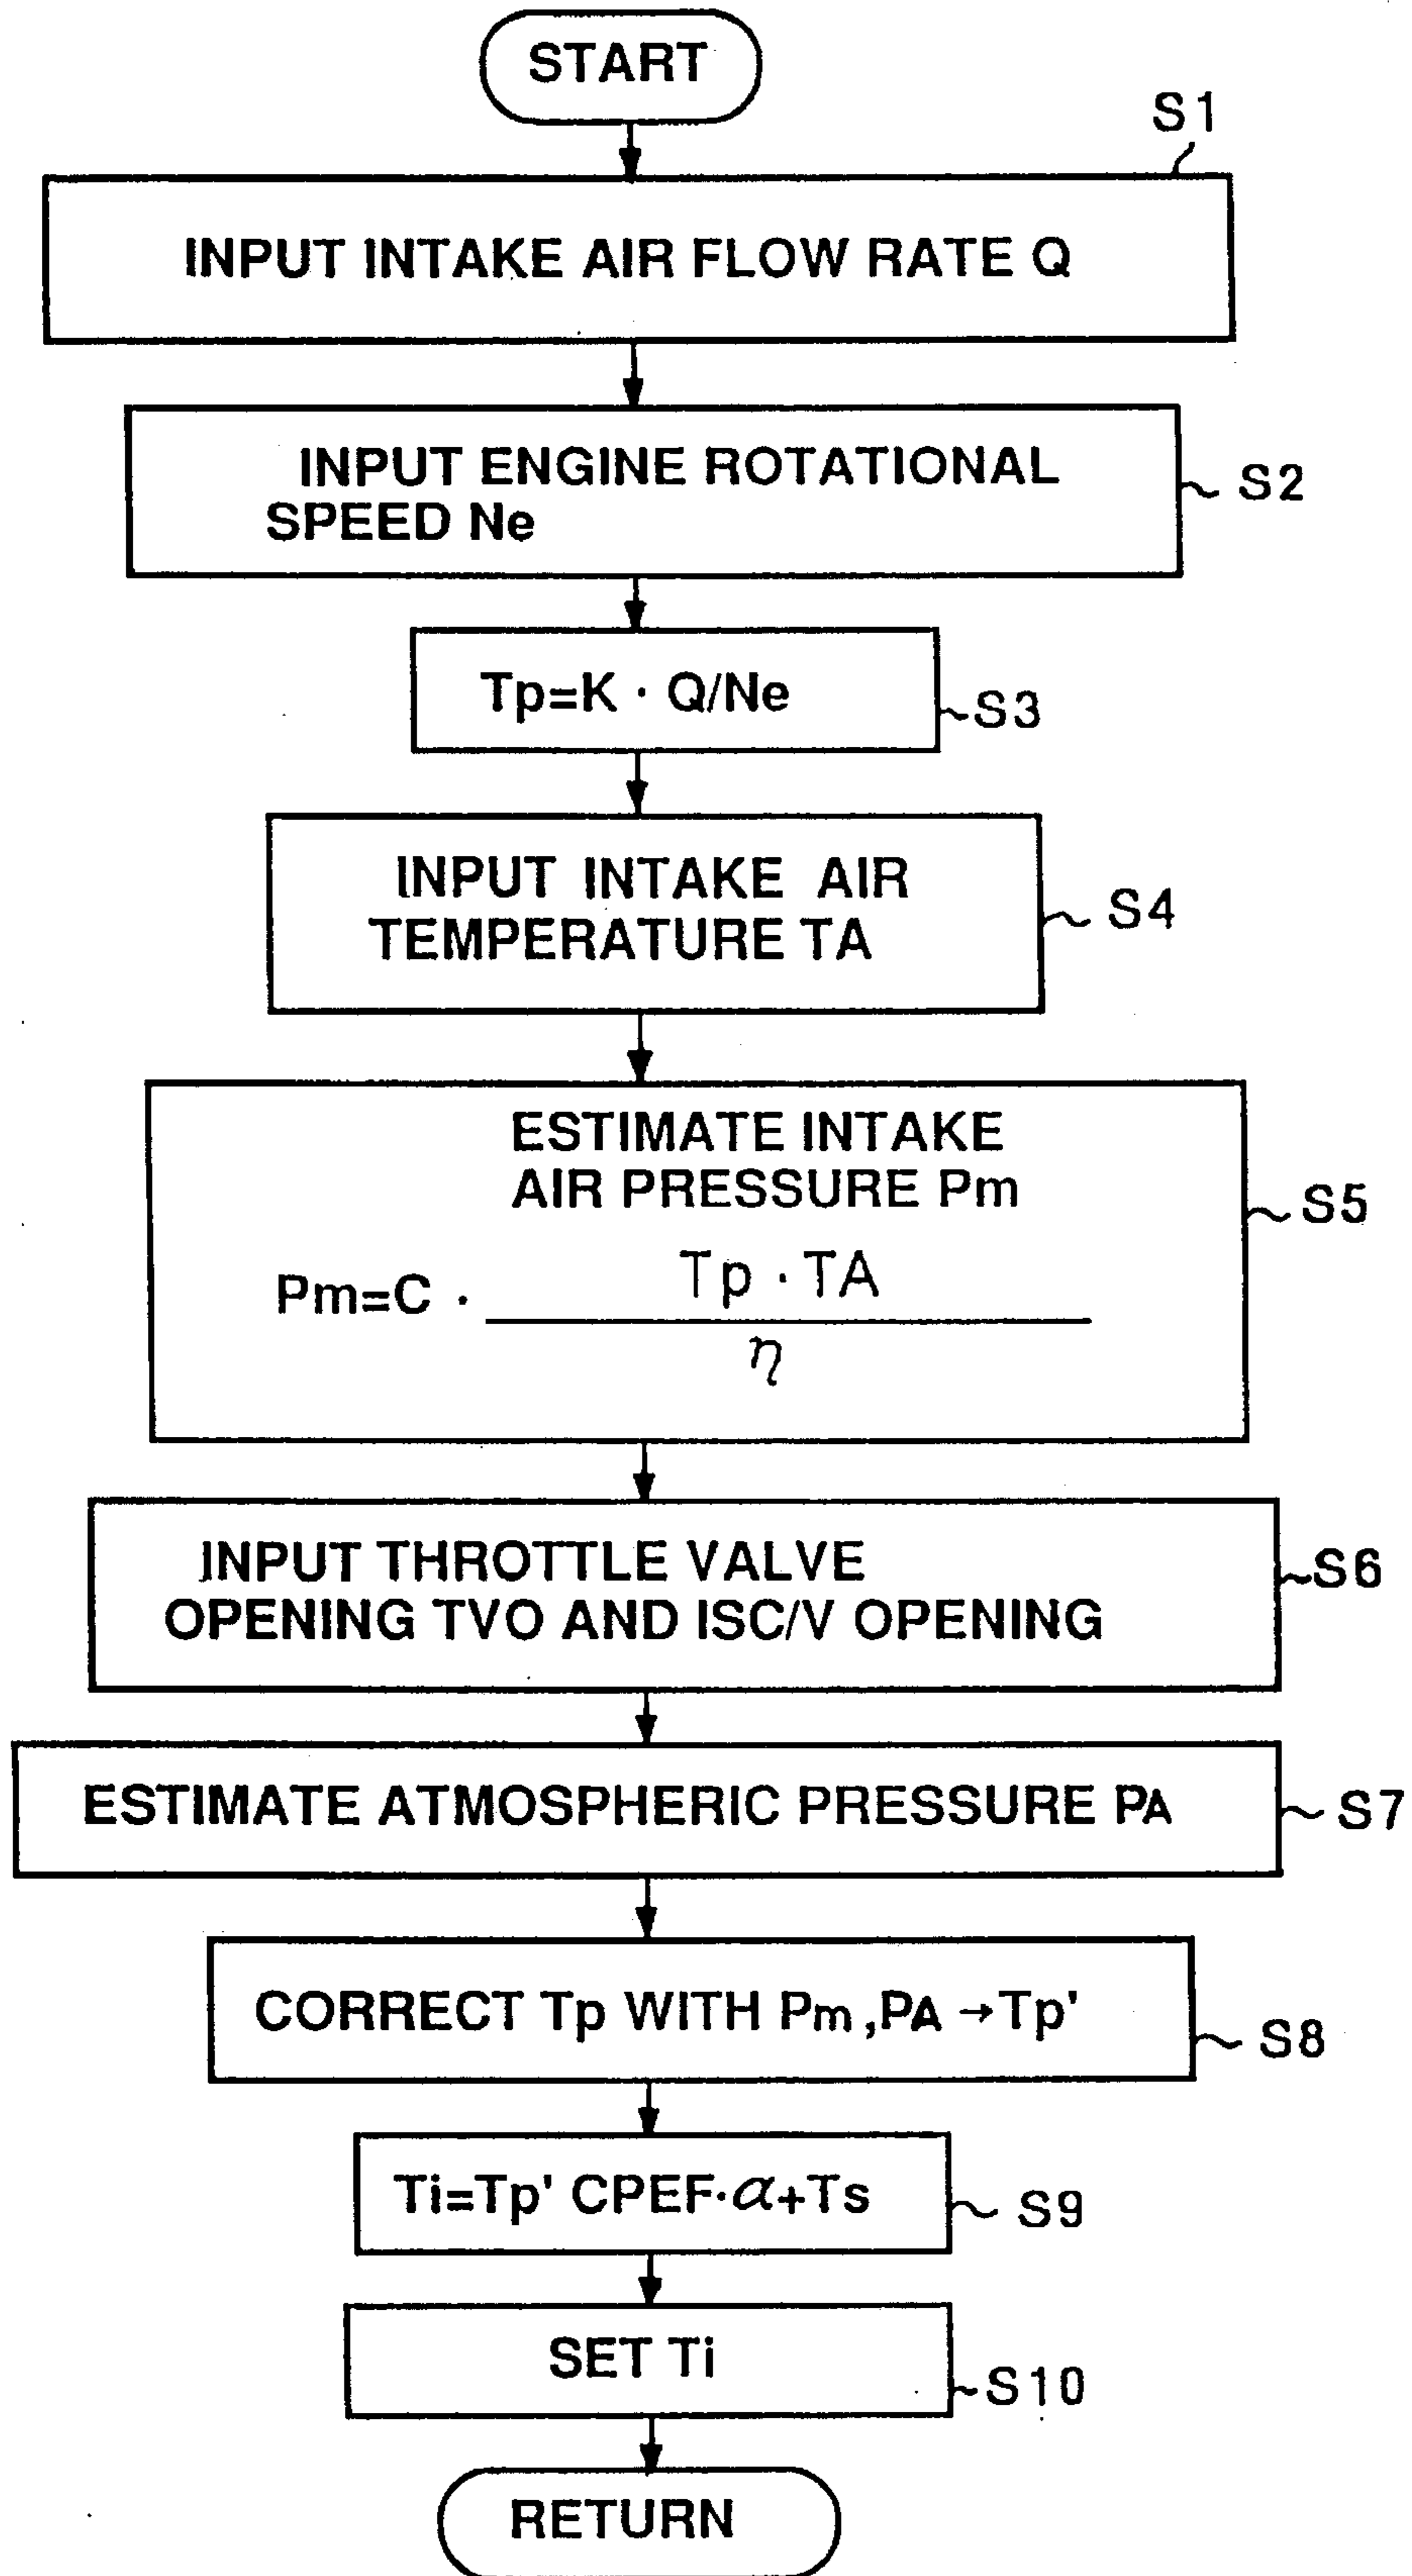 START
S1
INPUT INTAKE AIR FLOW RATE Q
INPUT ENGINE ROTATIONAL
SPEED Ne
S2
Tp=K · Q/Ne
S3
INPUT INTAKE AIR
TEMPERATURE TA
S4
ESTIMATE INTAKE
AIR PRESSURE Pm
S5
Pm=C · Tp · TA
η
INPUT THROTTLE VALVE
OPENING TVO AND ISC/V OPENING
S6
ESTIMATE ATMOSPHERIC PRESSURE PA
S7
CORRECT Tp WITH Pm ,PA →Tp'
S8
Ti=Tp' CPEF·α+Ts
S9
SET Ti
S10
RETURN